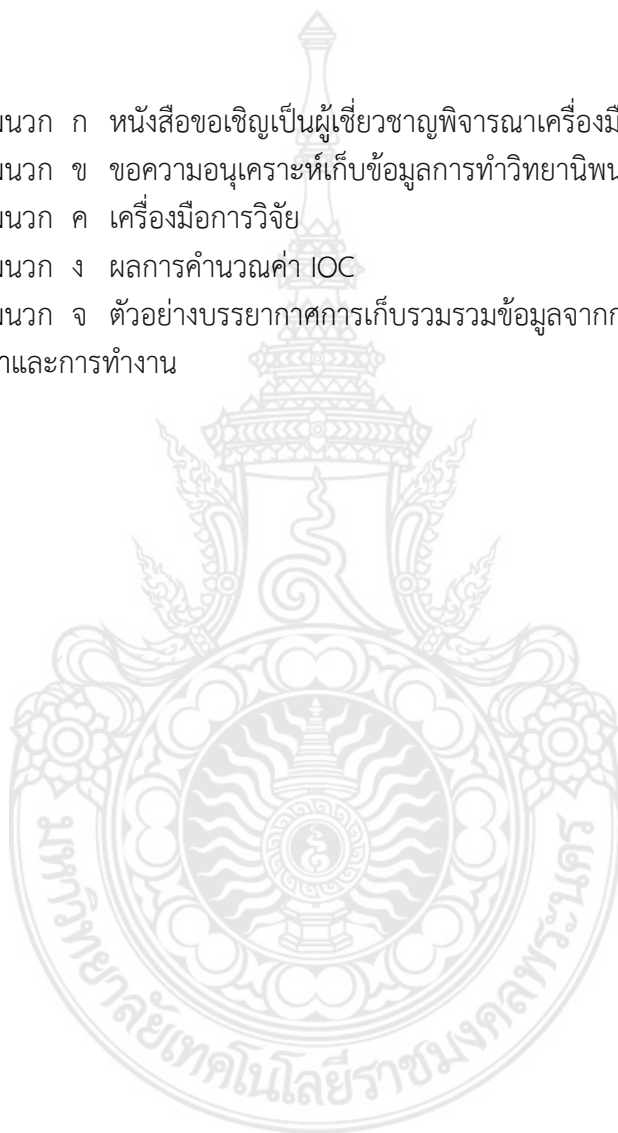 นวก ก หนังสือขอเชิญเป็นผู้เชี่ยวชาญพิจารณาเครื่องมื
นวก ข ขอความอนุเคราะห์เก็บข้อมูลการทำวิทยานิพน
นวก ค เครื่องมือการวิจัย
นวก ง ผลการคำนวณค่า IOC
นวก จ ตัวอย่างบรรยากาศการเก็บรวมรวมข้อมูลจากก
าและการทำงาน
มหาวิทยาลัยเทคโนโลยีราชมงคลพระนคร